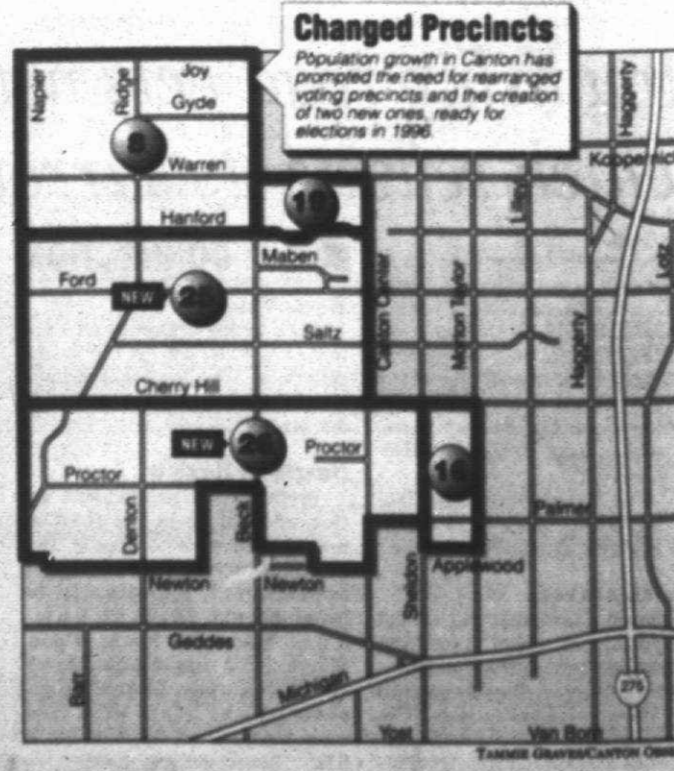 Changed Precincts
Population growth in Canton has
prompted the need for rearranged
voting precincts and the creation
of two new ones, ready for
elections in 1996.
Napier
Ridge
Joy
Gyde
8
Warren
Hanford
Haggerty
Lilley
Maben
Ford
NEW
Saltz
Canton Center
Morton Taylor
Haggerty
Lotz
Cherry Hill
NEW
Proctor
16
Proctor
Denton
Beck
Palmer
Newton
Newton
Sheldon
Applewood
Geddes
Barr
Michigan
275
Yost
Van Born
TAMMIE GRAVES/CANTON